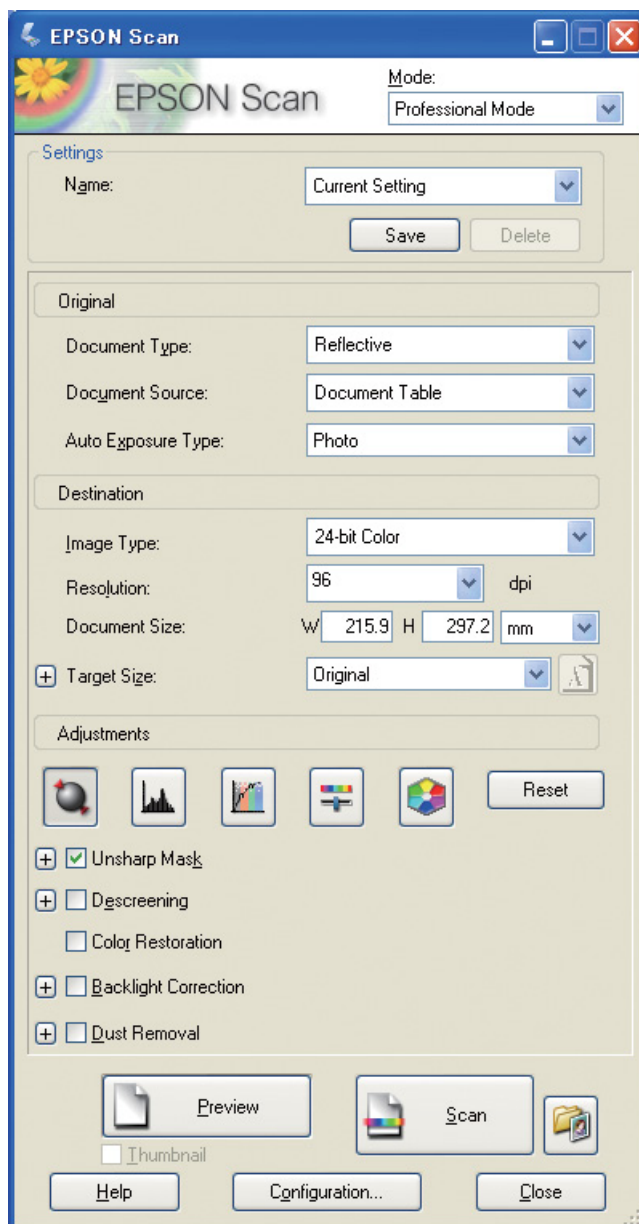 EPSON Scan
EPSON Scan
Mode:
Professional Mode
Settings
Name:
Current Setting
Save
Delete
Original
Document Type:
Reflective
Document Source:
Document Table
Auto Exposure Type:
Photo
Destination
Image Type:
24-bit Color
Resolution:
96
dpi
Document Size:
W 215.9 H 297.2 mm
Target Size:
Original
Adjustments
Reset
Unsharp Mask
Descreening
Color Restoration
Backlight Correction
Dust Removal
Preview
Scan
Thumbnail
Help
Configuration...
Close